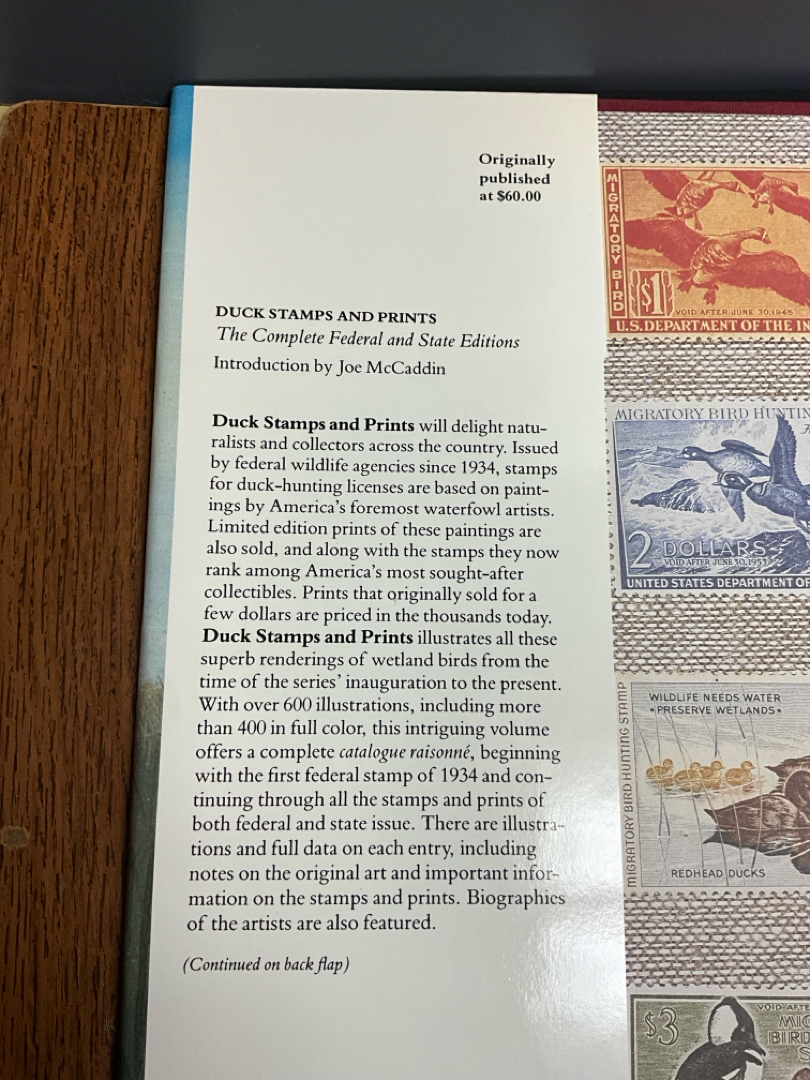 Originally
published
at $60.00
DUCK STAMPS AND PRINTS
The Complete Federal and State Editions
Introduction by Joe McCaddin
Duck Stamps and Prints will delight natu-
ralists and collectors across the country. Issued
by federal wildlife agencies since 1934, stamps
for duck-hunting licenses are based on paint-
ings by America's foremost waterfowl artists.
Limited edition prints of these paintings are
also sold, and along with the stamps they now
rank among America's most sought-after
collectibles. Prints that originally sold for a
few dollars are priced in the thousands today.
Duck Stamps and Prints illustrates all these
superb renderings of wetland birds from the
time of the series' inauguration to the present.
With over 600 illustrations, including more
than 400 in full color, this intriguing volume
offers a complete catalogue raisonné, beginning
with the first federal stamp of 1934 and con-
tinuing through all the stamps and prints of
both federal and state issue. There are illustra-
tions and full data on each entry, including
notes on the original art and important infor-
mation on the stamps and prints. Biographies
of the artists are also featured.
(Continued on back flap)
MIGRATORY BIRD
$1
VOID AFTER JUNE 30, 1945
U.S. DEPARTMENT OF THE IN
MIGRATORY BIRD HUNTIN
2 DOLLARS
VOID AFTER JUNE 30, 1953
UNITED STATES DEPARTMENT OF
MIGRATORY BIRD HUNTING STAMP
WILDLIFE NEEDS WATER
•PRESERVE WETLANDS•
REDHEAD DUCKS
$3
VOID AFTE
MIG
BIRD
S